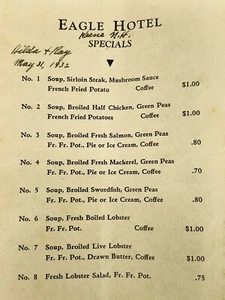 EAGLE HOTEL
Keene N.H.
SPECIALS
Hilda & Ray
May 31, 1932
No. 1 Soup, Sirloin Steak, Mushroom Sauce
French Fried Potato Coffee $1.00
No. 2 Soup, Broiled Half Chicken, Green Peas
French Fried Potatoes Coffee $1.00
No. 3 Soup, Broiled Fresh Salmon, Green Peas
Fr. Fr. Pot., Pie or Ice Cream, Coffee .80
No. 4 Soup, Broiled Fresh Mackerel, Green Peas
Fr. Fr. Pot., Pie or Ice Cream, Coffee .70
No. 5 Soup, Broiled Swordfish, Green Peas
Fr. Fr. Pot., Pie or Ice Cream, Coffee .80
No. 6 Soup, Fresh Boiled Lobster
Fr. Fr. Pot. Coffee $1.00
No. 7 Soup, Broiled Live Lobster
Fr. Fr. Pot., Drawn Butter, Coffee $1.00
No. 8 Fresh Lobster Salad, Fr. Fr. Pot. .75